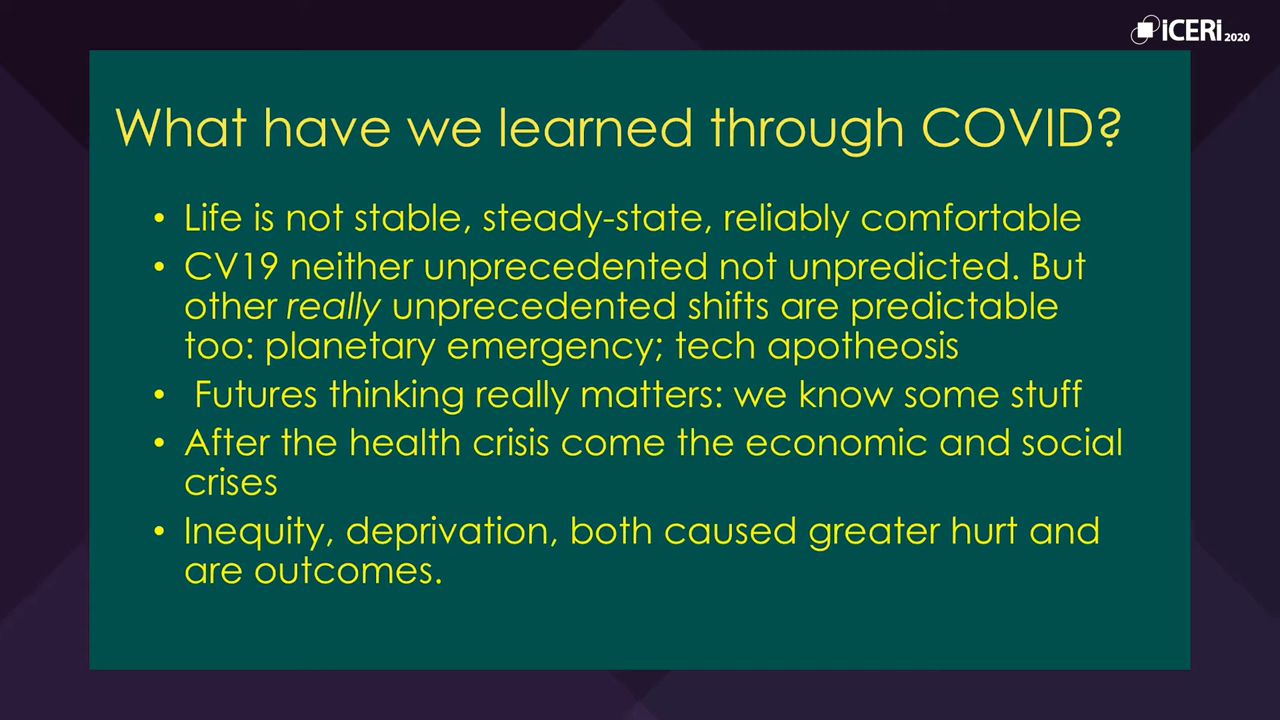 iCERi 2020
What have we learned through COVID?
• Life is not stable, steady-state, reliably comfortable
• CV19 neither unprecedented not unpredicted. But
other really unprecedented shifts are predictable
too: planetary emergency; tech apotheosis
• Futures thinking really matters: we know some stuff
• After the health crisis come the economic and social
crises
• Inequity, deprivation, both caused greater hurt and
are outcomes.